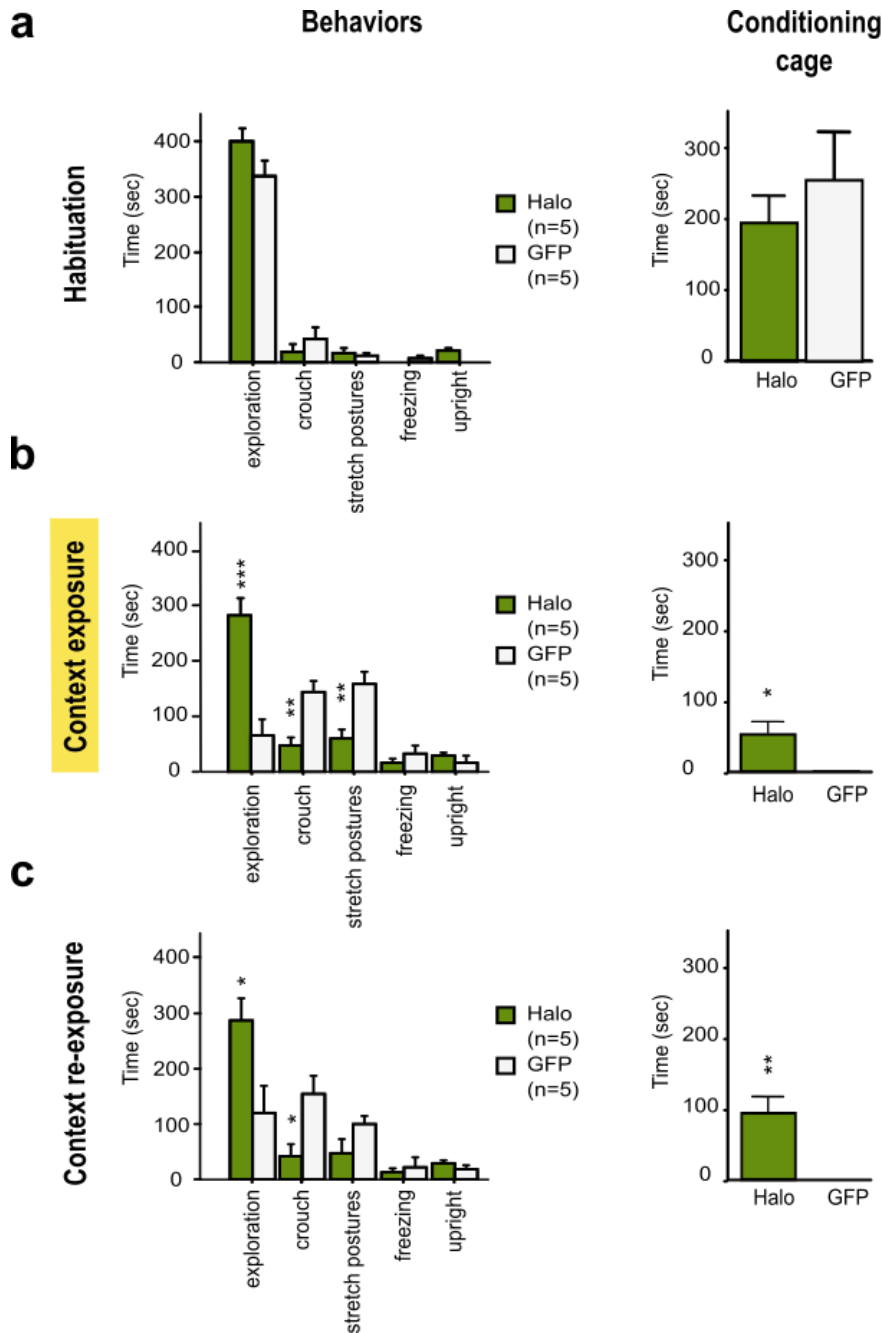 a
Behaviors
Conditioning
cage
Habituation
Time (sec)
400
300
200
100
0
exploration
crouch
stretch postures
freezing
upright
Halo
(n=5)
GFP
(n=5)
Time (sec)
300
200
100
0
Halo
GFP
b
Context exposure
Time (sec)
400
300
200
100
0
***
**
**
exploration
crouch
stretch postures
freezing
upright
Halo
(n=5)
GFP
(n=5)
Time (sec)
300
200
100
0
*
Halo
GFP
c
Context re-exposure
Time (sec)
400
300
200
100
0
*
*
exploration
crouch
stretch postures
freezing
upright
Halo
(n=5)
GFP
(n=5)
Time (sec)
300
200
100
0
**
Halo
GFP